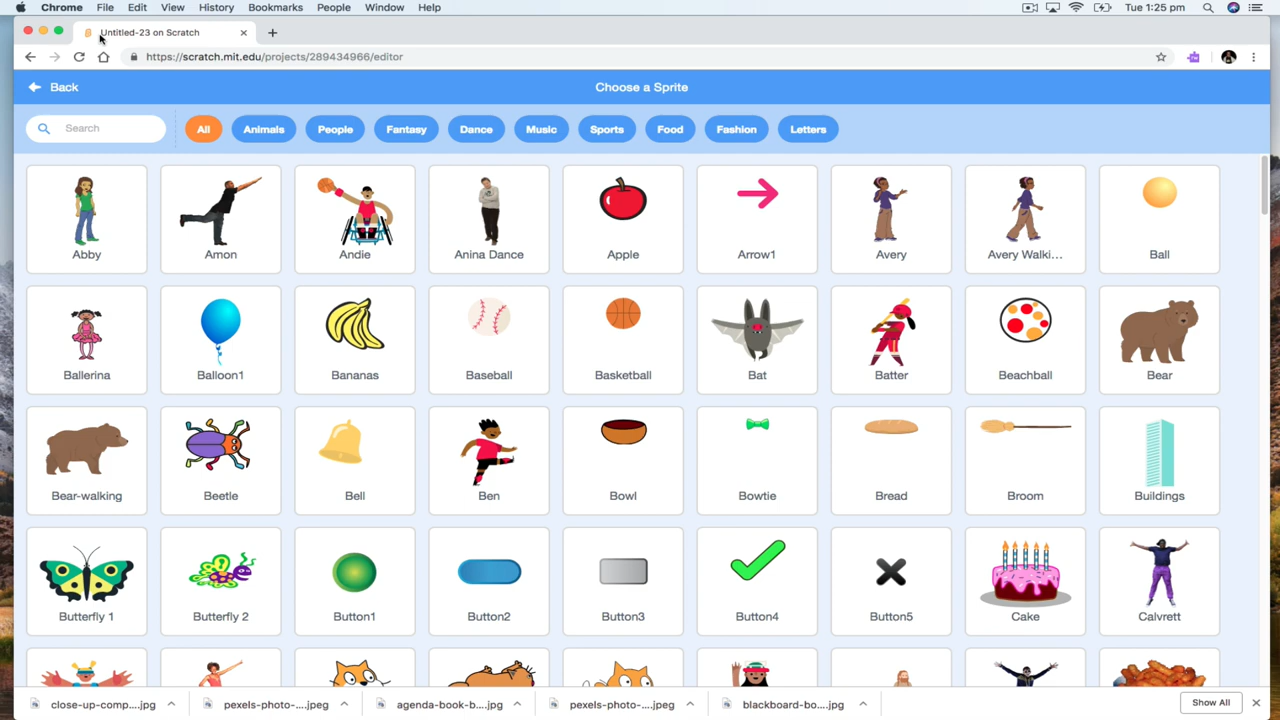 Chrome File Edit View History Bookmarks People Window Help Tue 1:25 pm
Untitled-23 on Scratch
https://scratch.mit.edu/projects/289434966/editor
Back Choose a Sprite
Search All Animals People Fantasy Dance Music Sports Food Fashion Letters
Abby Amon Andie Anina Dance Apple Arrow1 Avery Avery Walki... Ball
Ballerina Balloon1 Bananas Baseball Basketball Bat Batter Beachball Bear
Bear-walking Beetle Bell Ben Bowl Bowtie Bread Broom Buildings
Butterfly 1 Butterfly 2 Button1 Button2 Button3 Button4 Button5 Cake Calvrett
close-up-comp....jpg pexels-photo-....jpeg agenda-book-b....jpg pexels-photo-....jpeg blackboard-bo....jpg Show All